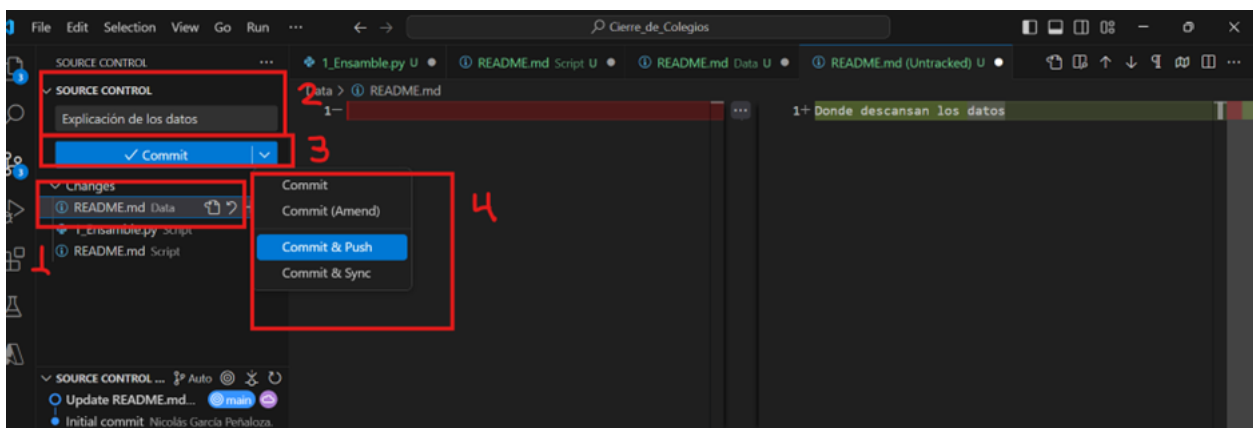 File Edit Selection View Go Run ··· Cierre_de_Colegios
SOURCE CONTROL ···
1_Ensamble.py U README.md Script U README.md Data U README.md (Untracked) U
SOURCE CONTROL
2
Data > README.md
Explicación de los datos
1−
1+ Donde descansan los datos
Commit
3
Changes
README.md Data
1_Ensamble.py Script
README.md Script
1
Commit
Commit (Amend)
Commit & Push
Commit & Sync
4
3
3
SOURCE CONTROL ... Auto
Update README.md... main
Initial commit Nicolás García Peñaloza.